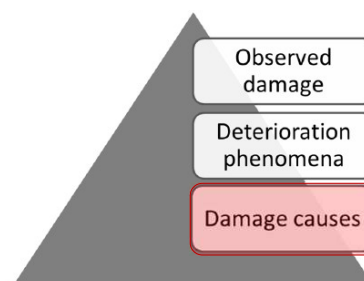 Observed
damage
Deterioration
phenomena
Damage causes